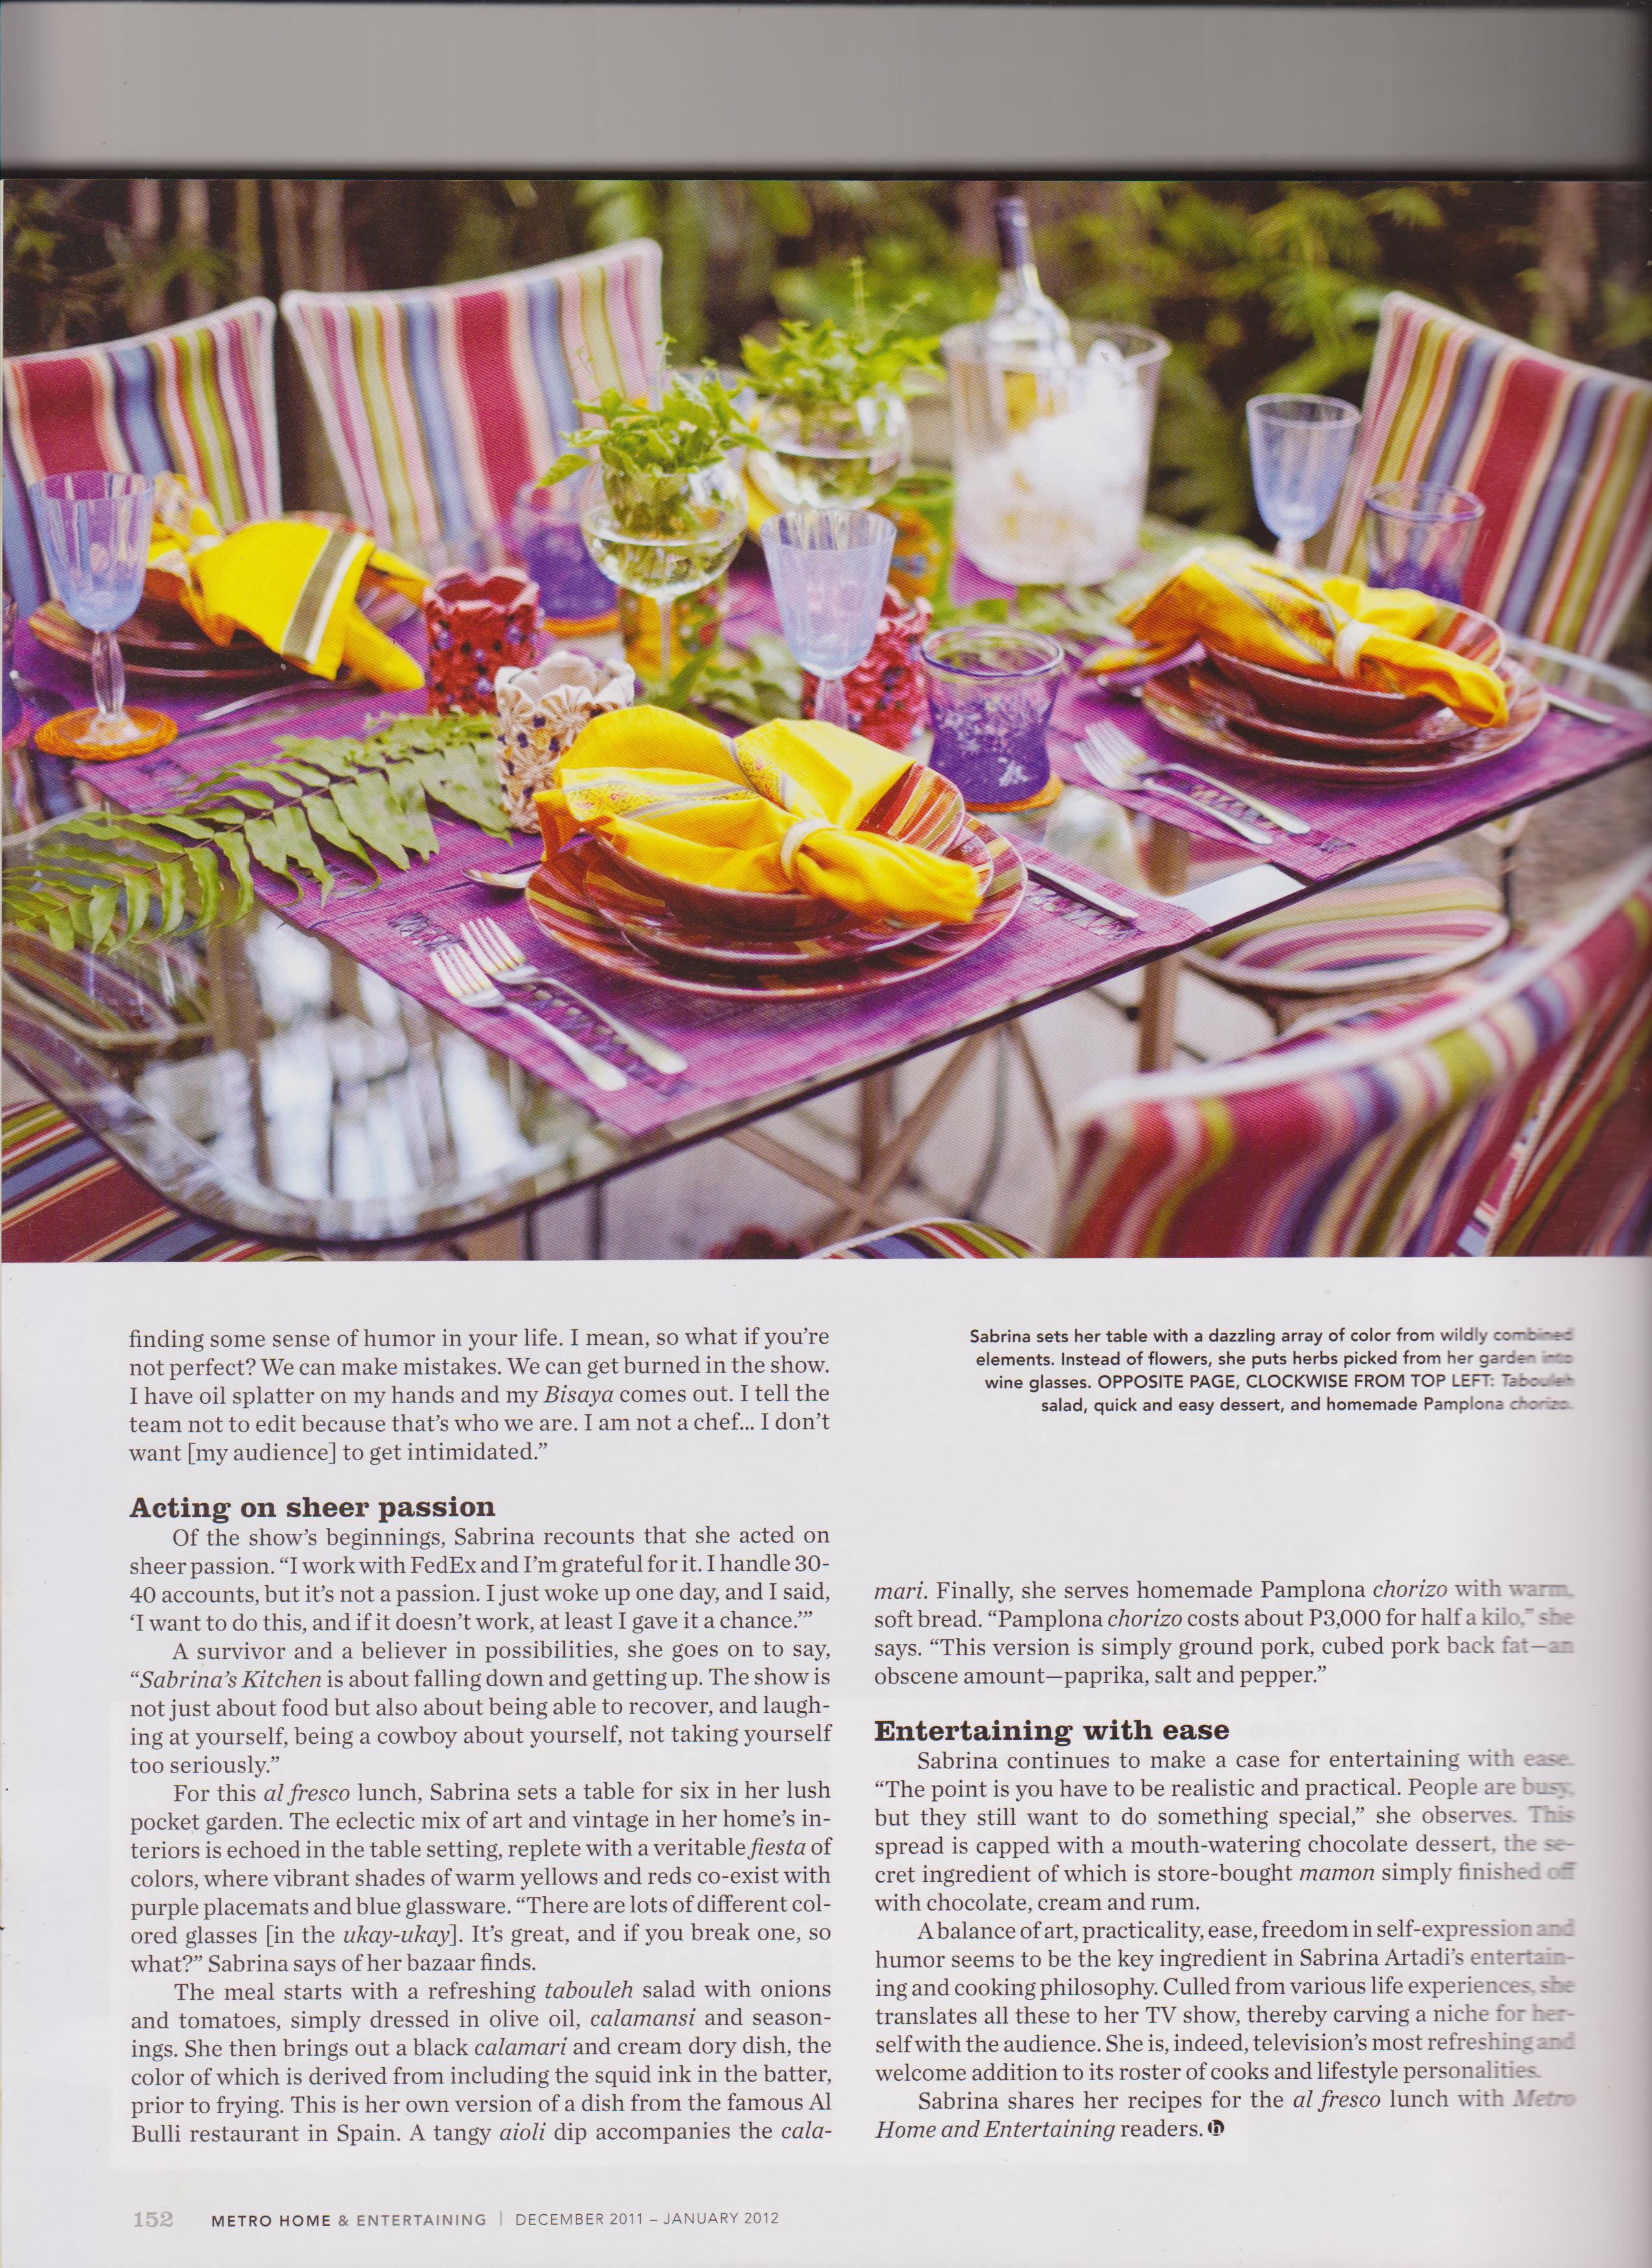 finding some sense of humor in your life. I mean, so what if you're
not perfect? We can make mistakes. We can get burned in the show.
I have oil splatter on my hands and my Bisaya comes out. I tell the
team not to edit because that's who we are. I am not a chef... I don't
want [my audience] to get intimidated.”
Acting on sheer passion
Of the show's beginnings, Sabrina recounts that she acted on
sheer passion. “I work with FedEx and I'm grateful for it. I handle 30-
40 accounts, but it's not a passion. I just woke up one day, and I said,
‘I want to do this, and if it doesn't work, at least I gave it a chance.’”
A survivor and a believer in possibilities, she goes on to say,
“Sabrina's Kitchen is about falling down and getting up. The show is
not just about food but also about being able to recover, and laugh-
ing at yourself, being a cowboy about yourself, not taking yourself
too seriously.”
For this al fresco lunch, Sabrina sets a table for six in her lush
pocket garden. The eclectic mix of art and vintage in her home's in-
teriors is echoed in the table setting, replete with a veritable fiesta of
colors, where vibrant shades of warm yellows and reds co-exist with
purple placemats and blue glassware. “There are lots of different col-
ored glasses [in the ukay-ukay]. It's great, and if you break one, so
what?” Sabrina says of her bazaar finds.
The meal starts with a refreshing tabouleh salad with onions
and tomatoes, simply dressed in olive oil, calamansi and season-
ings. She then brings out a black calamari and cream dory dish, the
color of which is derived from including the squid ink in the batter,
prior to frying. This is her own version of a dish from the famous Al
Bulli restaurant in Spain. A tangy aioli dip accompanies the cala-
Sabrina sets her table with a dazzling array of color from wildly combined
elements. Instead of flowers, she puts herbs picked from her garden into
wine glasses. OPPOSITE PAGE, CLOCKWISE FROM TOP LEFT: Tabouleh
salad, quick and easy dessert, and homemade Pamplona chorizo.
mari. Finally, she serves homemade Pamplona chorizo with warm,
soft bread. “Pamplona chorizo costs about P3,000 for half a kilo,” she
says. “This version is simply ground pork, cubed pork back fat—an
obscene amount—paprika, salt and pepper.”
Entertaining with ease
Sabrina continues to make a case for entertaining with ease.
“The point is you have to be realistic and practical. People are busy,
but they still want to do something special,” she observes. This
spread is capped with a mouth-watering chocolate dessert, the se-
cret ingredient of which is store-bought mamon simply finished off
with chocolate, cream and rum.
A balance of art, practicality, ease, freedom in self-expression and
humor seems to be the key ingredient in Sabrina Artadi's entertain-
ing and cooking philosophy. Culled from various life experiences, she
translates all these to her TV show, thereby carving a niche for her-
self with the audience. She is, indeed, television's most refreshing and
welcome addition to its roster of cooks and lifestyle personalities.
Sabrina shares her recipes for the al fresco lunch with Metro
Home and Entertaining readers. h
152 METRO HOME & ENTERTAINING | DECEMBER 2011 – JANUARY 2012